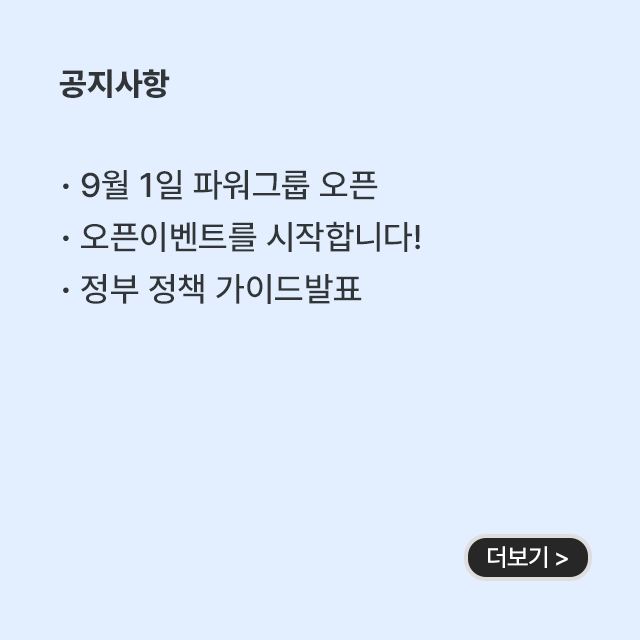 공지사항
· 9월 1일 파워그룹 오픈
· 오픈이벤트를 시작합니다!
· 정부 정책 가이드발표
더보기 >